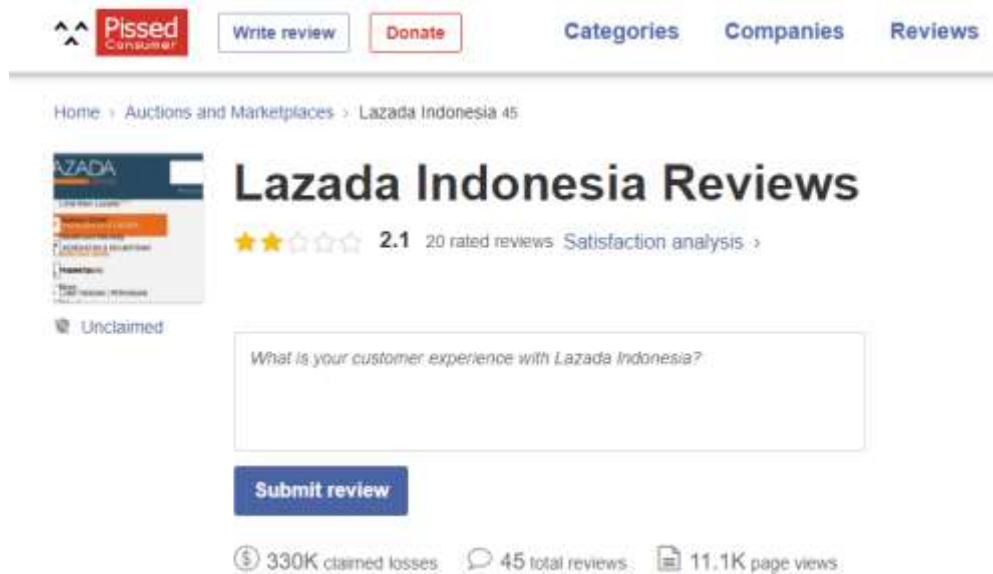 Pissed
Consumer
Write review
Donate
Categories
Companies
Reviews
Home › Auctions and Marketplaces › Lazada Indonesia 45
AZADA
Lazada Indonesia Reviews
2.1 20 rated reviews Satisfaction analysis ›
Unclaimed
What is your customer experience with Lazada Indonesia?
Submit review
330K claimed losses
45 total reviews
11.1K page views